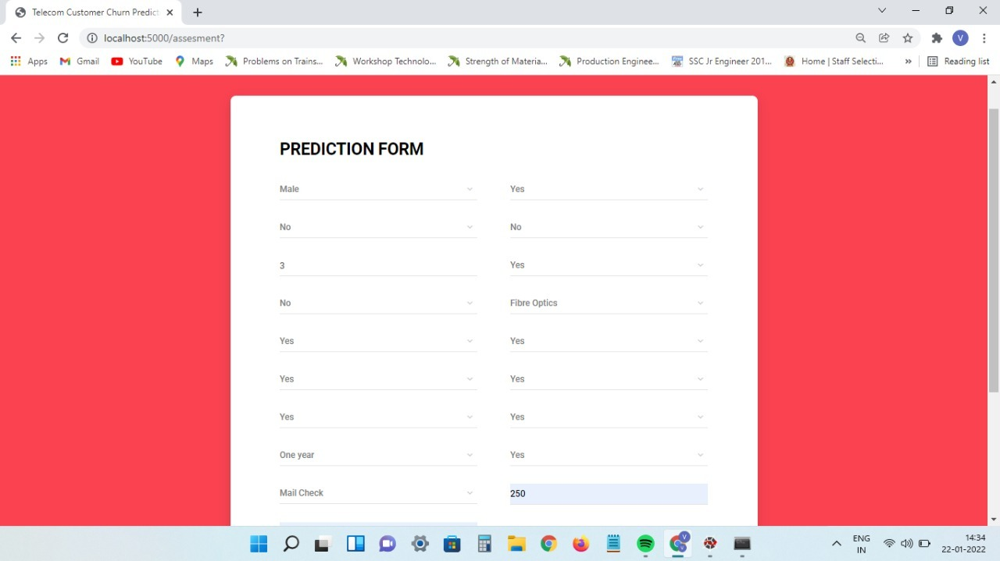 Telecom Customer Churn Predict
localhost:5000/assesment?
V
Apps Gmail YouTube Maps Problems on Trains... Workshop Technolo... Strength of Materia... Production Enginee... SSC Jr Engineer 201... Home | Staff Selecti... » Reading list
PREDICTION FORM
Male Yes
No No
3 Yes
No Fibre Optics
Yes Yes
Yes Yes
Yes Yes
One year Yes
Mail Check 250
V
ENG 14:34
IN 22-01-2022